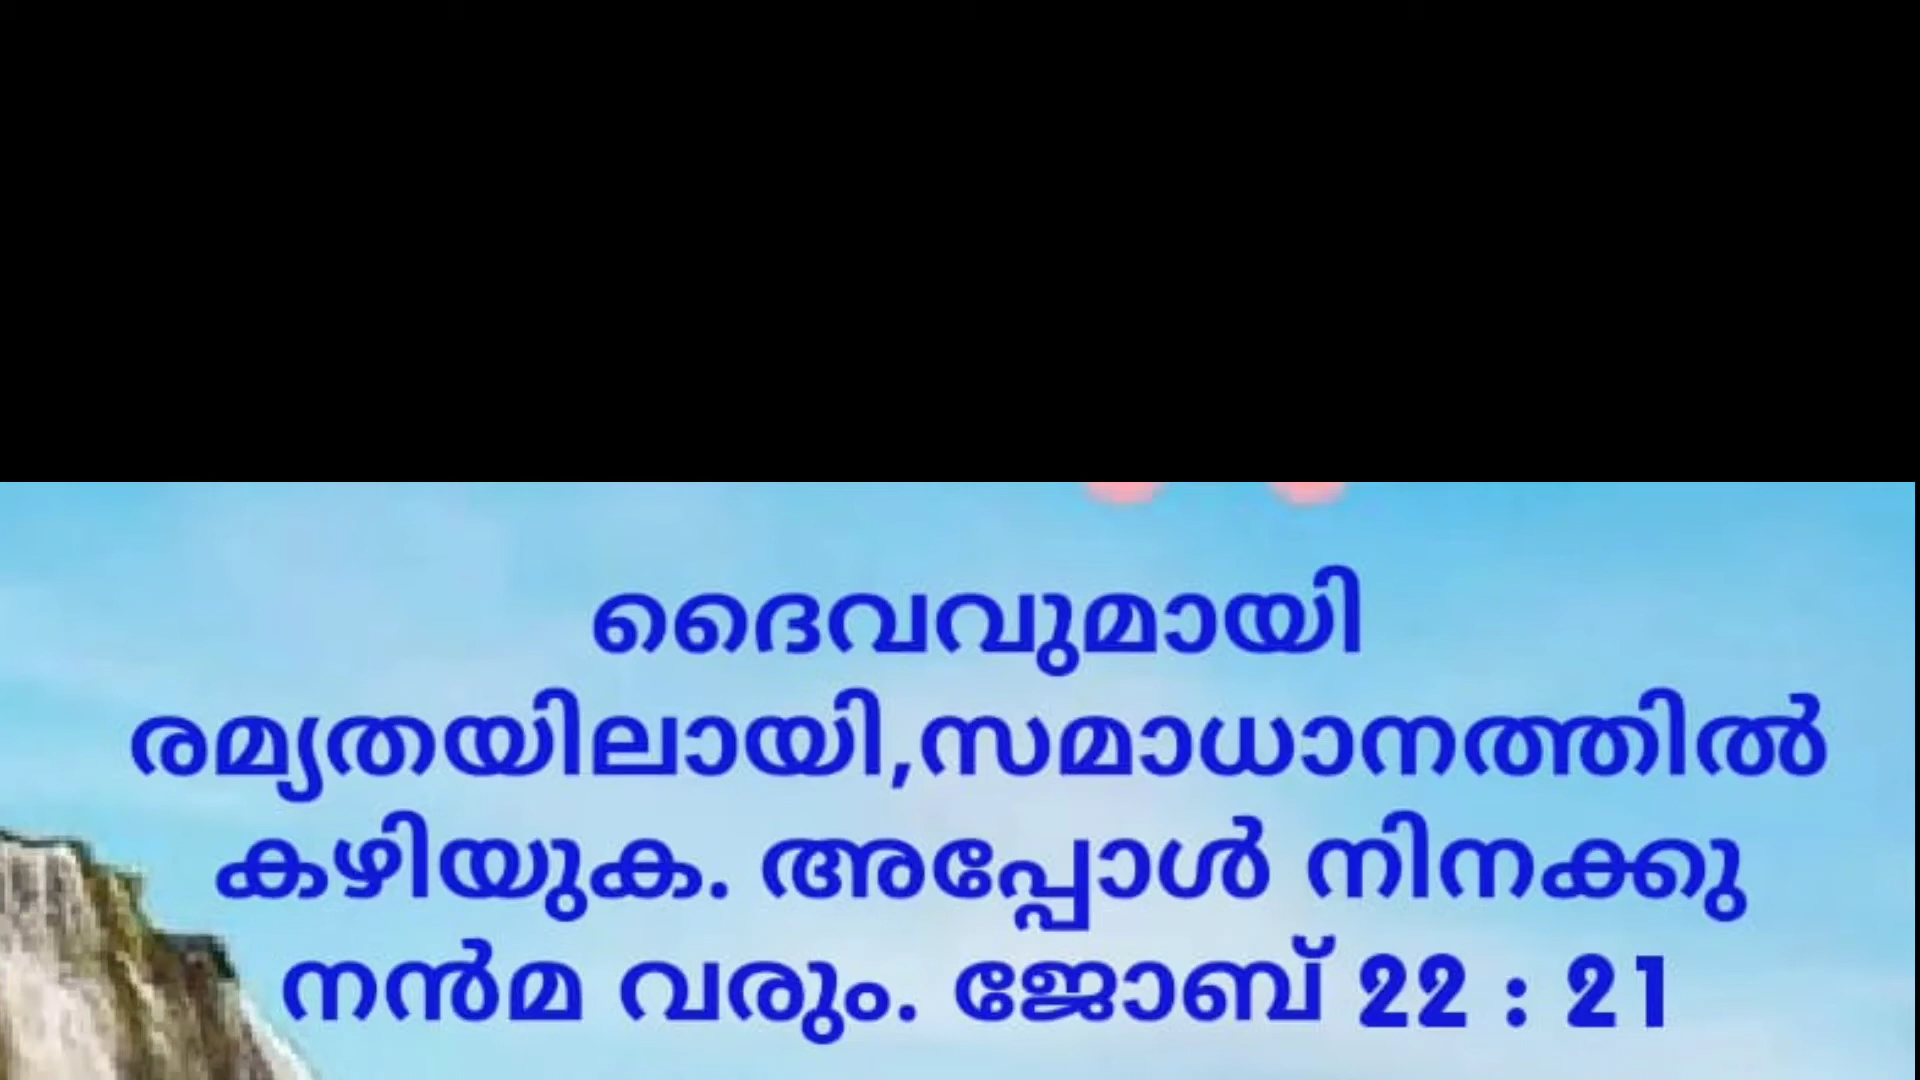 ദൈവവുമായി
രമ്യതയിലായി,സമാധാനത്തിൽ
കഴിയുക. അപ്പോൾ നിനക്കു
നൻമ വരും. ജോബ് 22 : 21